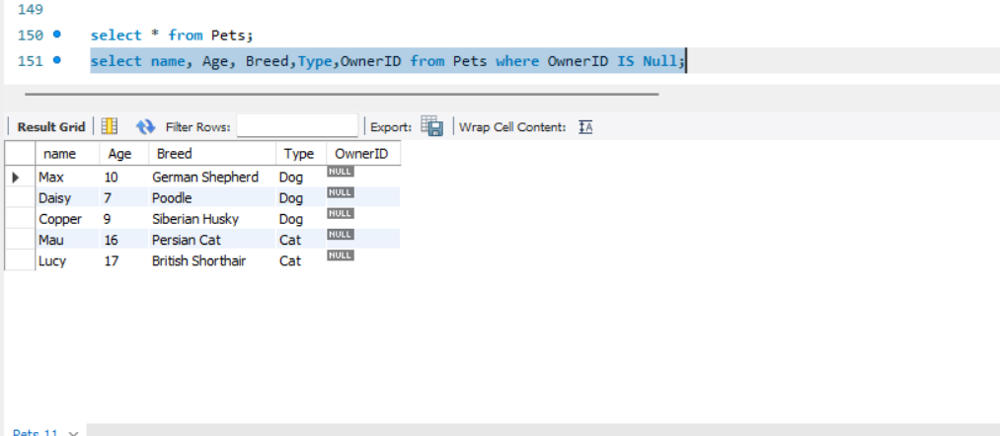 149
150 select * from Pets;
151 select name, Age, Breed,Type,OwnerID from Pets where OwnerID IS Null;
Result Grid Filter Rows: Export: Wrap Cell Content: IA
name Age Breed Type OwnerID
Max 10 German Shepherd Dog NULL
Daisy 7 Poodle Dog NULL
Copper 9 Siberian Husky Dog NULL
Mau 16 Persian Cat Cat NULL
Lucy 17 British Shorthair Cat NULL
Pets 11